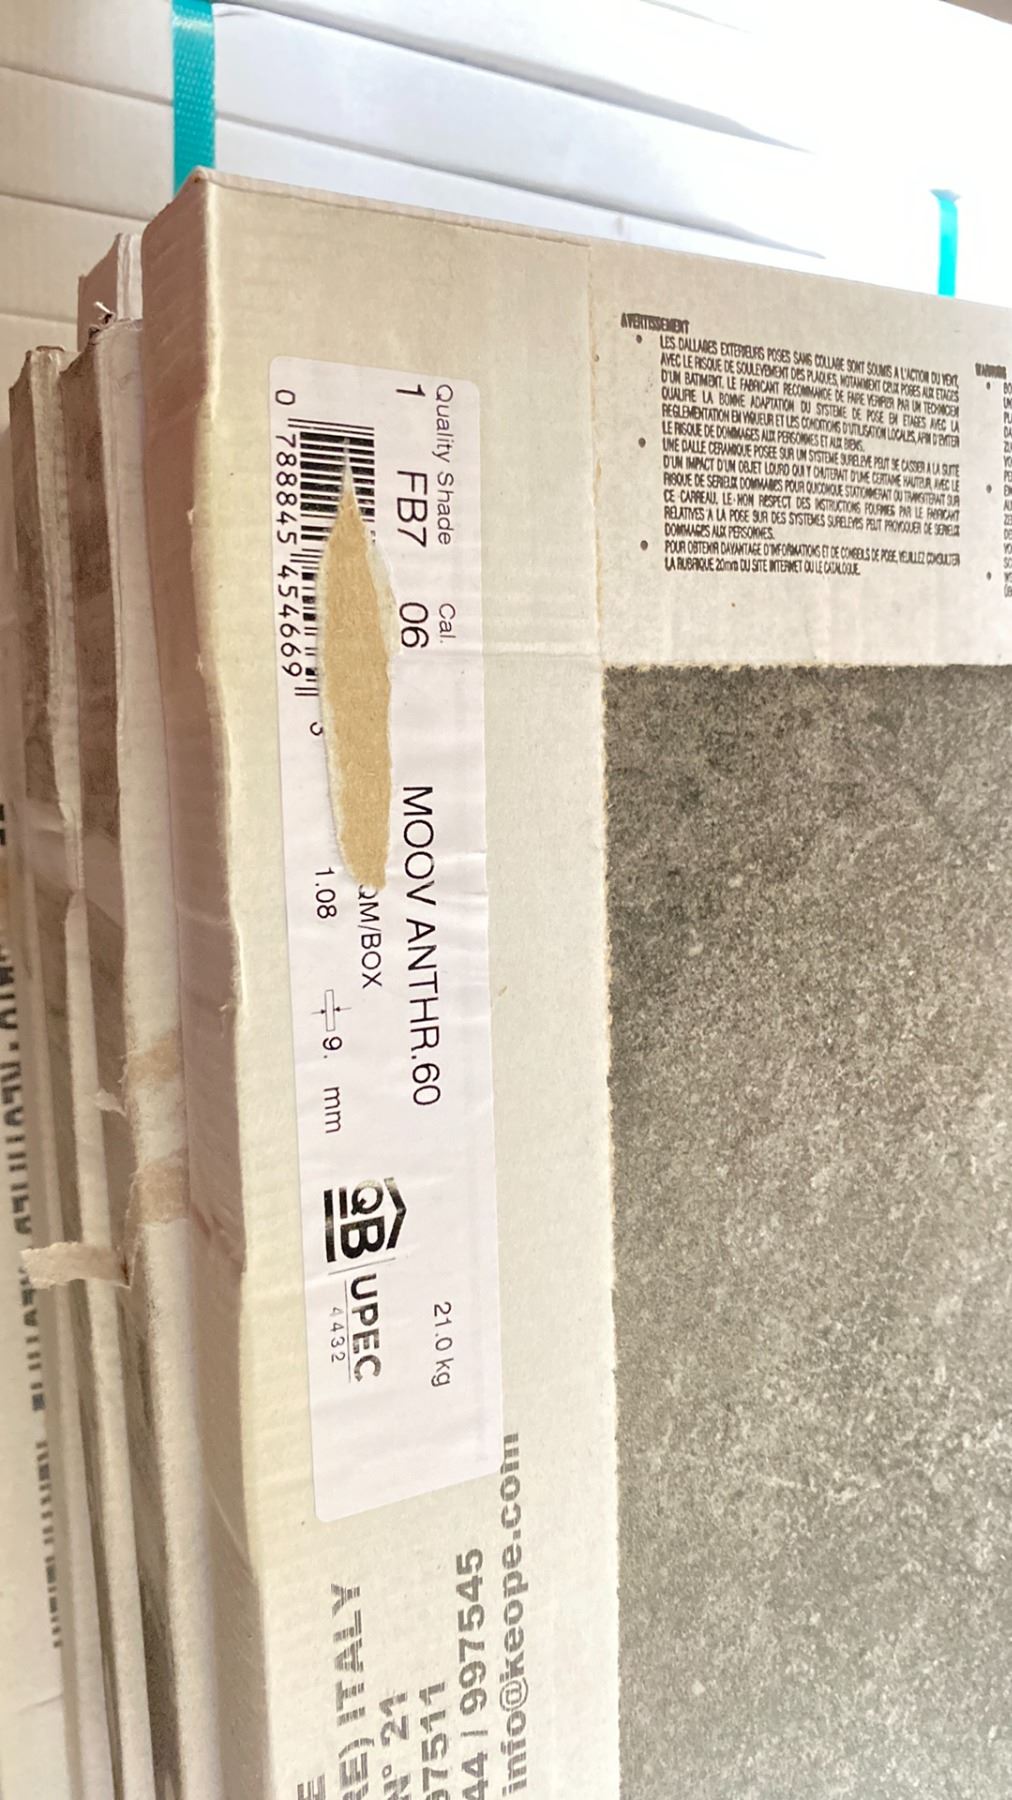 Quality Shade Cal.
1 FB7 06 MOOV ANTHR.60 21.0 kg
QM/BOX
3 1.08 9. mm
0 788845 454669
QB UPEC
4432
AVERTISSEMENT
• LES DALLAGES EXTERIEURS POSES SANS COLLAGE SONT SOUMIS A L'ACTION DU VENT,
AVEC LE RISQUE DE SOULEVEMENT DES PLAQUES, NOTAMMENT CEUX POSES AUX ETAGES
D'UN BATIMENT. LE FABRICANT RECOMMANDE DE FAIRE VERIFIER PAR UN TECHNICIEN
QUALIFIE LA BONNE ADAPTATION DU SYSTEME DE POSE EN ETAGES AVEC LA
REGLEMENTATION EN VIGUEUR ET LES CONDITIONS D'UTILISATION LOCALES, AFIN D'EVITER
LE RISQUE DE DOMMAGES AUX PERSONNES ET AUX BIENS.
• UNE DALLE CERAMIQUE POSEE SUR UN SYSTEME SURELEVE PEUT SE CASSER A LA SUITE
D'UN IMPACT D'UN OBJET LOURD QUI Y CHUTERAIT D'UNE CERTAINE HAUTEUR, AVEC LE
RISQUE DE SERIEUX DOMMAGES POUR QUICONQUE STATIONNERAIT OU TRANSITERAIT SUR
CE CARREAU. LE NON RESPECT DES INSTRUCTIONS FOURNIES PAR LE FABRICANT
RELATIVES A LA POSE SUR DES SYSTEMES SURELEVES PEUT PROVOQUER DE SERIEUX
DOMMAGES AUX PERSONNES.
• POUR OBTENIR DAVANTAGE D'INFORMATIONS ET DE CONSEILS DE POSE, VEUILLEZ CONSULTER
LA RUBRIQUE 20mm DU SITE INTERNET OU LE CATALOGUE.
info@keope.com
44 / 997545
97511
N° 21
RE) ITALY